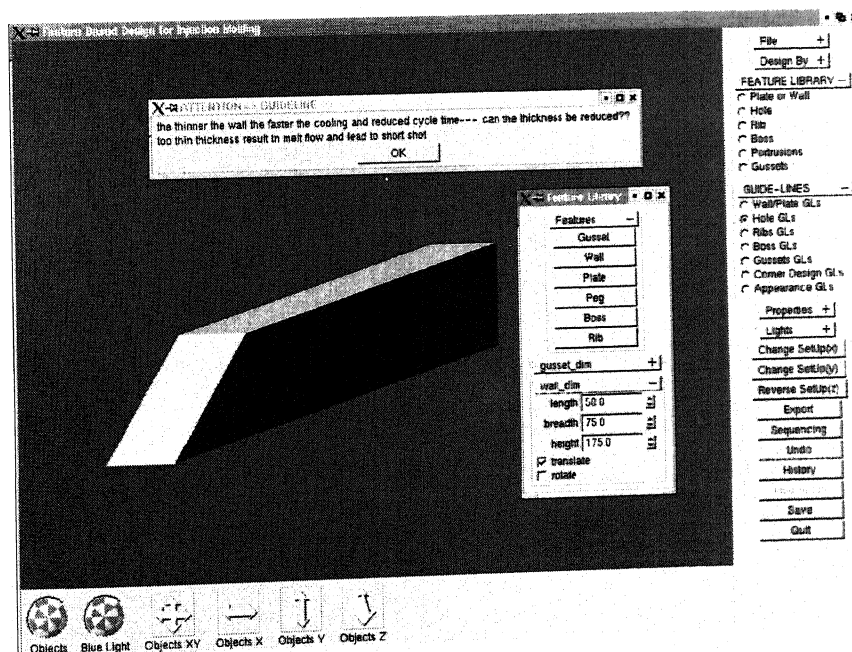 Feature Based Design for Injection Molding
File +
Design By +
FEATURE LIBRARY –
Plate or Wall
Hole
Rib
Boss
Portrusions
Gussets
GUIDE-LINES –
Wall/Plate GLs
Hole GLs
Ribs GLs
Boss GLs
Gussets GLs
Corner Design GLs
Appearance GLs
Properties +
Lights +
Change SetUp(x)
Change SetUp(y)
Reverse SetUp(z)
Export
Sequencing
Undo
History
Save
Quit
ATTENTION--> GUIDELINE
the thinner the wall the faster the cooling and reduced cycle time--- can the thickness be reduced??
too thin thickness result in melt flow and lead to short shot
OK
Feature Library
Features –
Gusset
Wall
Plate
Peg
Boss
Rib
gusset_dim +
wall_dim –
length 50.0
breadth 75.0
height 175.0
translate
rotate
Objects Blue Light Objects XY Objects X Objects Y Objects Z